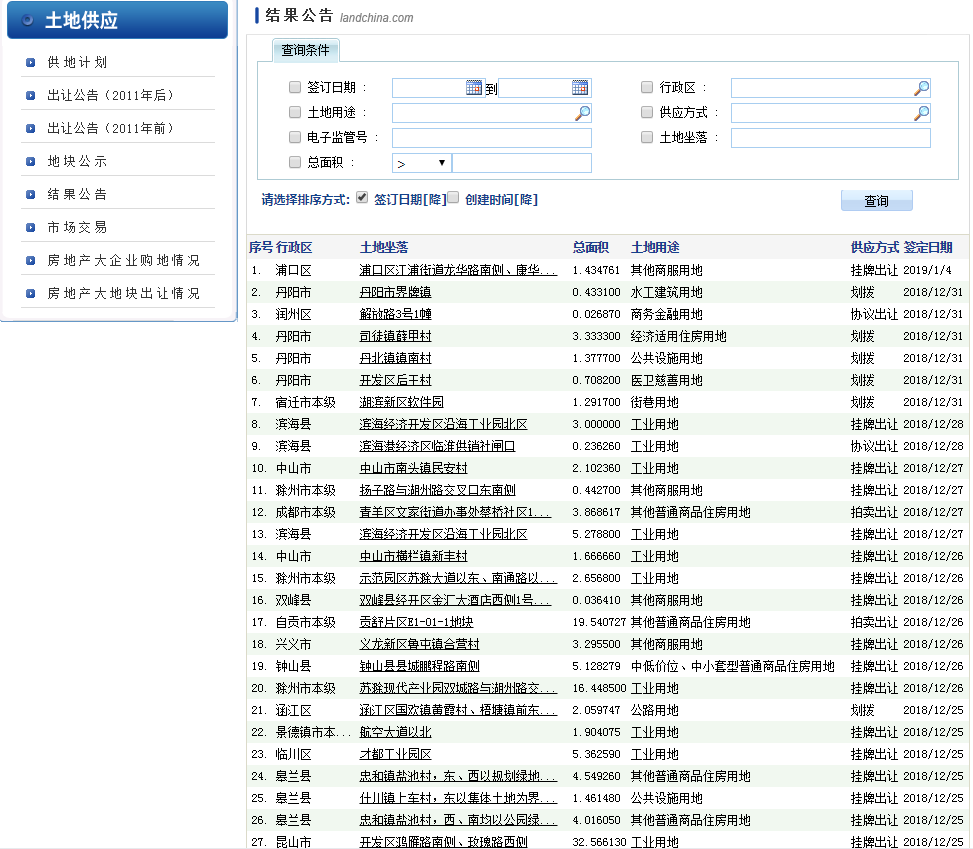 土地供应
供地计划
出让公告（2011年后）
出让公告（2011年前）
地块公示
结果公告
市场交易
房地产大企业购地情况
房地产大地块出让情况
结果公告 landchina.com
查询条件
签订日期 ： 到 行政区 ：
土地用途 ： 供应方式 ：
电子监管号 ： 土地坐落 ：
总面积 ： >
请选择排序方式: 签订日期[降] 创建时间[降] 查询
序号 行政区 土地坐落 总面积 土地用途 供应方式 签定日期
1. 浦口区 浦口区江浦街道龙华路南侧、康华... 1.434761 其他商服用地 挂牌出让 2019/1/4
2. 丹阳市 丹阳市界牌镇 0.433100 水工建筑用地 划拨 2018/12/31
3. 润州区 解放路3号1幢 0.026870 商务金融用地 协议出让 2018/12/31
4. 丹阳市 司徒镇薛甲村 3.333300 经济适用住房用地 划拨 2018/12/31
5. 丹阳市 丹北镇镇南村 1.377700 公共设施用地 划拨 2018/12/31
6. 丹阳市 开发区后王村 0.708200 医卫慈善用地 划拨 2018/12/31
7. 宿迁市本级 湖滨新区软件园 1.291700 街巷用地 划拨 2018/12/31
8. 滨海县 滨海经济开发区沿海工业园北区 3.000000 工业用地 挂牌出让 2018/12/28
9. 滨海县 滨海港经济区临淮供销社闸口 0.236260 工业用地 协议出让 2018/12/28
10. 中山市 中山市南头镇民安村 2.102360 工业用地 挂牌出让 2018/12/27
11. 滁州市本级 扬子路与湖州路交叉口东南侧 0.442700 其他商服用地 挂牌出让 2018/12/27
12. 成都市本级 青羊区文家街道办事处蔡桥社区1... 3.868617 其他普通商品住房用地 拍卖出让 2018/12/27
13. 滨海县 滨海经济开发区沿海工业园北区 5.278800 工业用地 挂牌出让 2018/12/27
14. 中山市 中山市横栏镇新丰村 1.666660 工业用地 挂牌出让 2018/12/26
15. 滁州市本级 示范园区苏滁大道以东、南通路以... 2.656800 工业用地 挂牌出让 2018/12/26
16. 双峰县 双峰县经开区金汇大酒店西侧1号... 0.036410 其他商服用地 挂牌出让 2018/12/26
17. 自贡市本级 贡舒片区E1-01-1地块 19.540727 其他普通商品住房用地 拍卖出让 2018/12/26
18. 兴义市 义龙新区鲁屯镇合营村 3.295500 其他商服用地 挂牌出让 2018/12/26
19. 钟山县 钟山县县城鹏程路南侧 5.128279 中低价位、中小套型普通商品住房用地 挂牌出让 2018/12/26
20. 滁州市本级 苏滁现代产业园双城路与湖州路交... 16.448500 工业用地 挂牌出让 2018/12/26
21. 涵江区 涵江区国欢镇黄霞村、梧塘镇前东... 2.059747 公路用地 划拨 2018/12/25
22. 景德镇市本... 航空大道以北 1.904075 工业用地 挂牌出让 2018/12/25
23. 临川区 才都工业园区 5.362590 工业用地 挂牌出让 2018/12/25
24. 皋兰县 忠和镇盐池村，东、西以规划绿地... 4.549260 其他普通商品住房用地 挂牌出让 2018/12/25
25. 皋兰县 什川镇上车村，东以集体土地为界... 1.461480 公共设施用地 挂牌出让 2018/12/25
26. 皋兰县 忠和镇盐池村，西、南均以公园绿... 4.016050 其他普通商品住房用地 挂牌出让 2018/12/25
27. 昆山市 开发区鸿雁路南侧、玫瑰路西侧 32.566130 工业用地 挂牌出让 2018/12/25